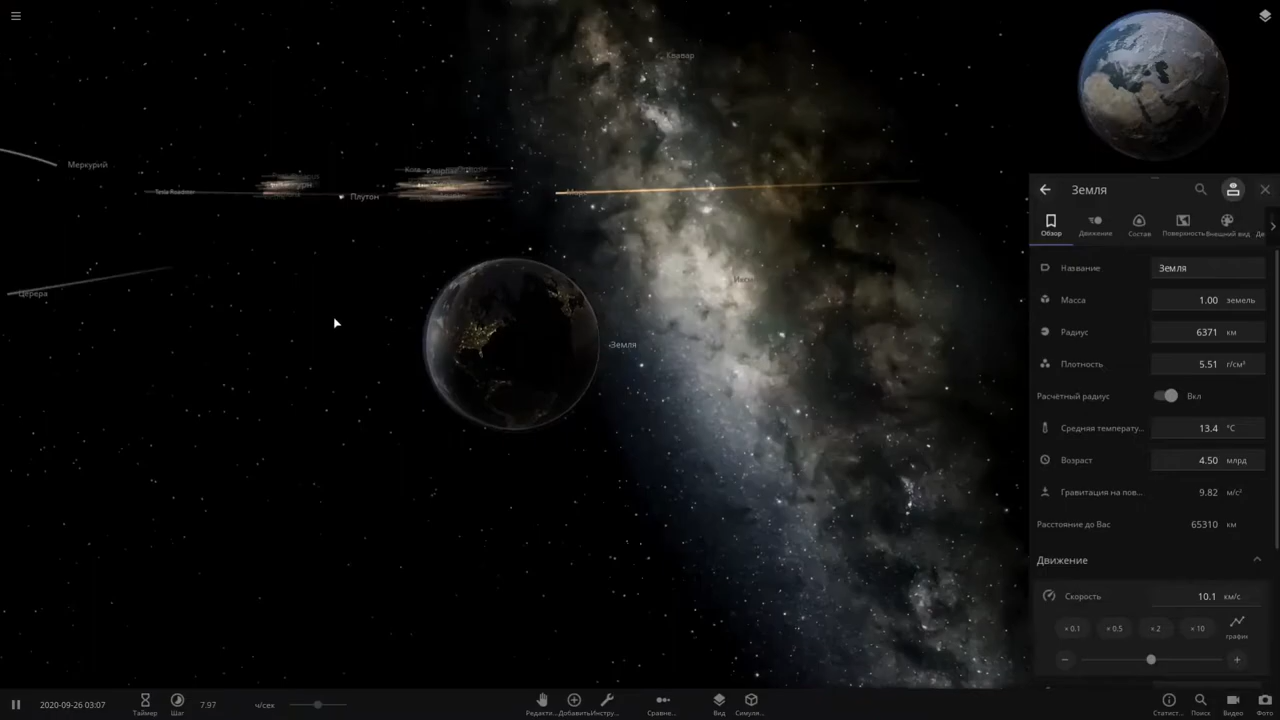 Квавар
Меркурий
Tesla Roadster
Плутон
Церера
Земля
Земля
Обзор
Движение
Состав
Поверхность
Внешний вид
Название
Земля
Масса
1.00 земель
Радиус
6371 км
Плотность
5.51 г/см³
Расчётный радиус
Вкл
Средняя температу...
13.4 °C
Возраст
4.50 млрд
Гравитация на пов...
9.82 м/с²
Расстояние до Вас
65310 км
Движение
Скорость
10.1 км/с
× 0.1
× 0.5
× 2
× 10
график
2020-09-26 03:07
Таймер
Шаг
7.97
ч/сек
Редакти...
Добавить
Инстру...
Сравне...
Вид
Симуля...
Статист...
Поиск
Видео
Фото